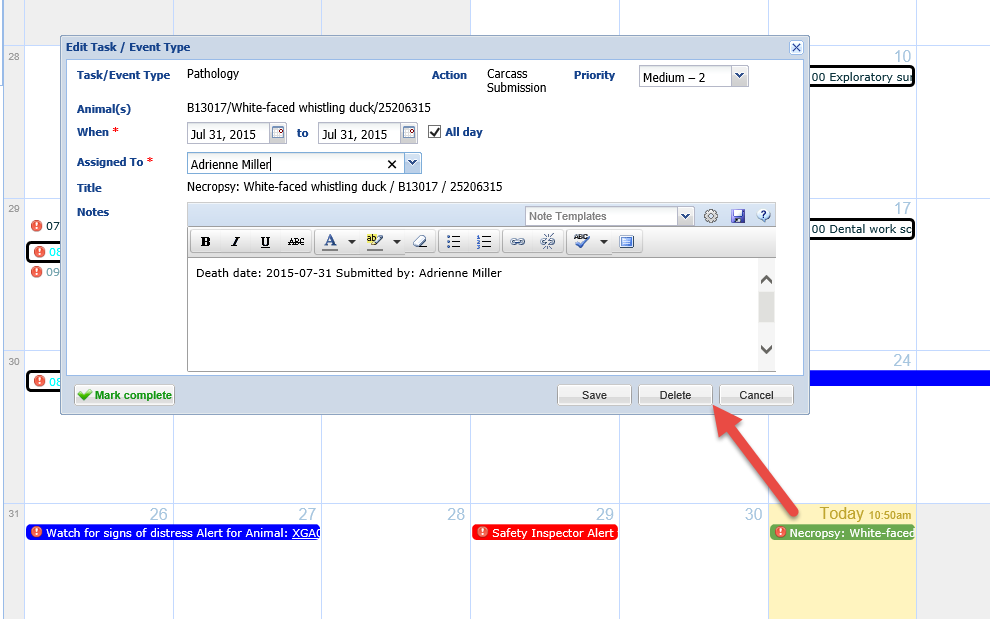 Edit Task / Event Type
Task/Event Type Pathology Action Carcass Submission Priority Medium – 2
Animal(s) B13017/White-faced whistling duck/25206315
When * Jul 31, 2015 to Jul 31, 2015 All day
Assigned To * Adrienne Miller
Title Necropsy: White-faced whistling duck / B13017 / 25206315
Notes Note Templates
B I U ABC A ab ABC
Death date: 2015-07-31 Submitted by: Adrienne Miller
Mark complete Save Delete Cancel
28 10
00 Exploratory sur
29 17
07
00 Dental work sc
08
09
30 24
08
31 26 27 28 29 30 Today 10:50am
Watch for signs of distress Alert for Animal: XGAO
Safety Inspector Alert
Necropsy: White-faced